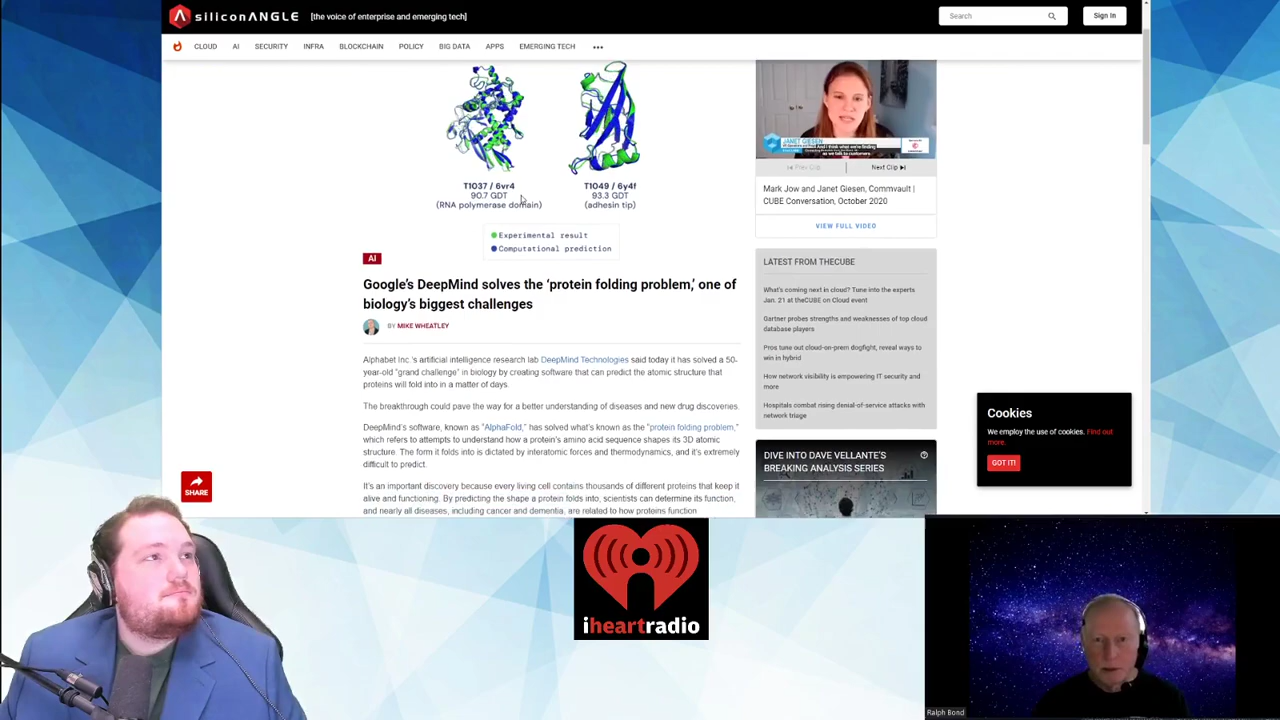 siliconANGLE
[the voice of enterprise and emerging tech]
Search
Sign In
CLOUD AI SECURITY INFRA BLOCKCHAIN POLICY BIG DATA APPS EMERGING TECH •••
T1037 / 6vr4
90.7 GDT
(RNA polymerase domain)
T1049 / 6y4f
93.3 GDT
(adhesin tip)
Experimental result
Computational prediction
AI
Google's DeepMind solves the 'protein folding problem,' one of
biology's biggest challenges
BY MIKE WHEATLEY
Alphabet Inc.'s artificial intelligence research lab DeepMind Technologies said today it has solved a 50-
year-old "grand challenge" in biology by creating software that can predict the atomic structure that
proteins will fold into in a matter of days.
The breakthrough could pave the way for a better understanding of diseases and new drug discoveries.
DeepMind's software, known as "AlphaFold," has solved what's known as the "protein folding problem,"
which refers to attempts to understand how a protein's amino acid sequence shapes its 3D atomic
structure. The form it folds into is dictated by interatomic forces and thermodynamics, and it's extremely
difficult to predict.
It's an important discovery because every living cell contains thousands of different proteins that keep it
alive and functioning. By predicting the shape a protein folds into, scientists can determine its function,
and nearly all diseases, including cancer and dementia, are related to how proteins function
SHARE
JANET GIESEN
Prev Clip
Next Clip
Mark Jow and Janet Giesen, Commvault |
CUBE Conversation, October 2020
VIEW FULL VIDEO
LATEST FROM THECUBE
What's coming next in cloud? Tune into the experts
Jan. 21 at theCUBE on Cloud event
Gartner probes strengths and weaknesses of top cloud
database players
Pros tune out cloud-on-prem dogfight, reveal ways to
win in hybrid
How network visibility is empowering IT security and
more
Hospitals combat rising denial-of-service attacks with
network triage
DIVE INTO DAVE VELLANTE'S
BREAKING ANALYSIS SERIES
Cookies
We employ the use of cookies. Find out
more.
GOT IT!
iheartradio
Ralph Bond